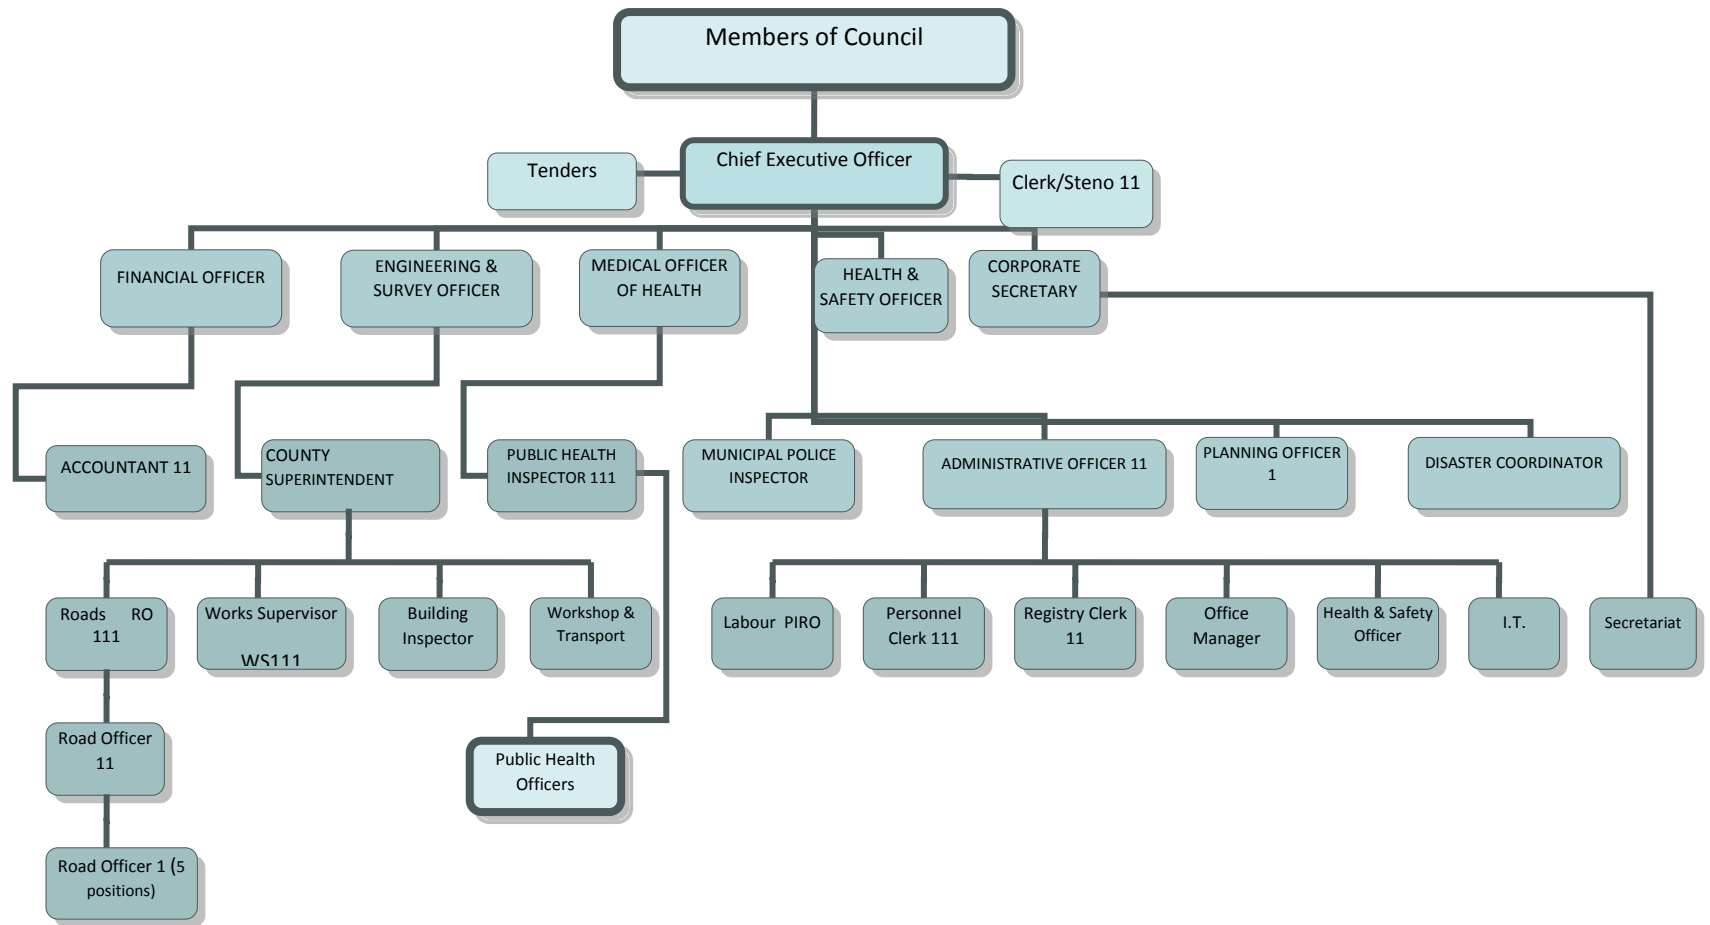 Members of Council
Chief Executive Officer
Tenders
Clerk/Steno 11
FINANCIAL OFFICER
ENGINEERING &
SURVEY OFFICER
MEDICAL OFFICER
OF HEALTH
HEALTH &
SAFETY OFFICER
CORPORATE
SECRETARY
ACCOUNTANT 11
COUNTY
SUPERINTENDENT
PUBLIC HEALTH
INSPECTOR 111
MUNICIPAL POLICE
INSPECTOR
ADMINISTRATIVE OFFICER 11
PLANNING OFFICER
1
DISASTER COORDINATOR
Roads RO
111
Works Supervisor
WS111
Building
Inspector
Workshop &
Transport
Labour PIRO
Personnel
Clerk 111
Registry Clerk
11
Office
Manager
Health & Safety
Officer
I.T.
Secretariat
Road Officer
11
Public Health
Officers
Road Officer 1 (5
positions)